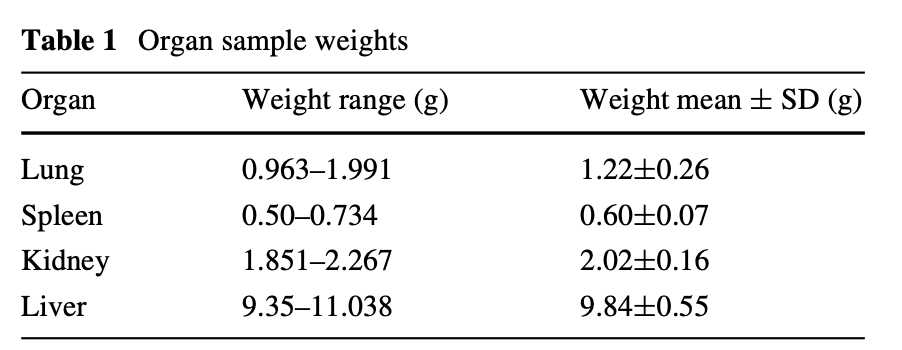 Table 1 Organ sample weights
Organ Weight range (g) Weight mean ± SD (g)
Lung 0.963–1.991 1.22±0.26
Spleen 0.50–0.734 0.60±0.07
Kidney 1.851–2.267 2.02±0.16
Liver 9.35–11.038 9.84±0.55